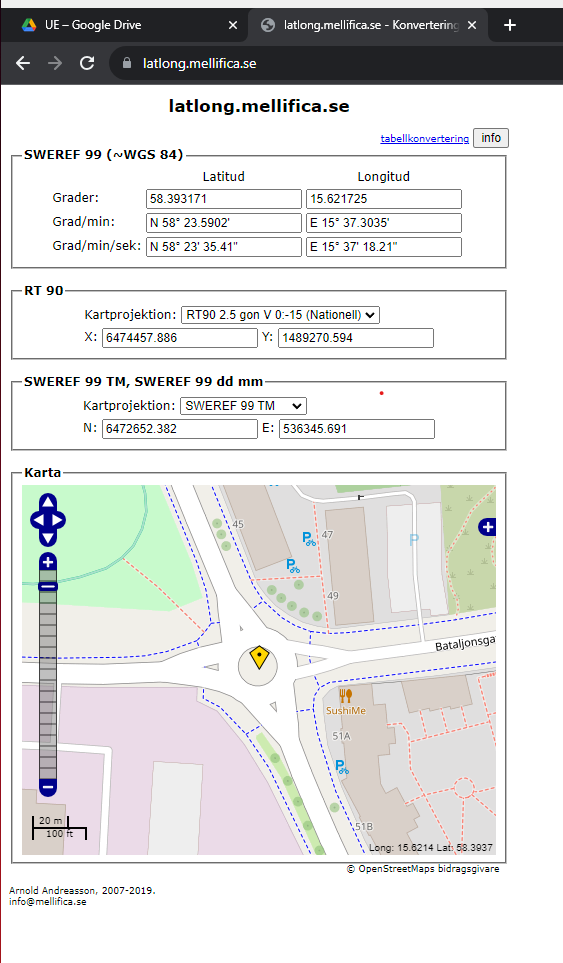 UE – Google Drive
latlong.mellifica.se - Konvertering
latlong.mellifica.se
latlong.mellifica.se
tabellkonvertering info
SWEREF 99 (~WGS 84)
Latitud Longitud
Grader: 58.393171 15.621725
Grad/min: N 58° 23.5902' E 15° 37.3035'
Grad/min/sek: N 58° 23' 35.41" E 15° 37' 18.21"
RT 90
Kartprojektion: RT90 2.5 gon V 0:-15 (Nationell)
X: 6474457.886 Y: 1489270.594
SWEREF 99 TM, SWEREF 99 dd mm
Kartprojektion: SWEREF 99 TM
N: 6472652.382 E: 536345.691
Karta
45
47
P
P
P
49
Bataljonsga
SushiMe
51A
P
51B
20 m
100 ft
Long: 15.6214 Lat: 58.3937
© OpenStreetMaps bidragsgivare
Arnold Andreasson, 2007-2019.
info@mellifica.se